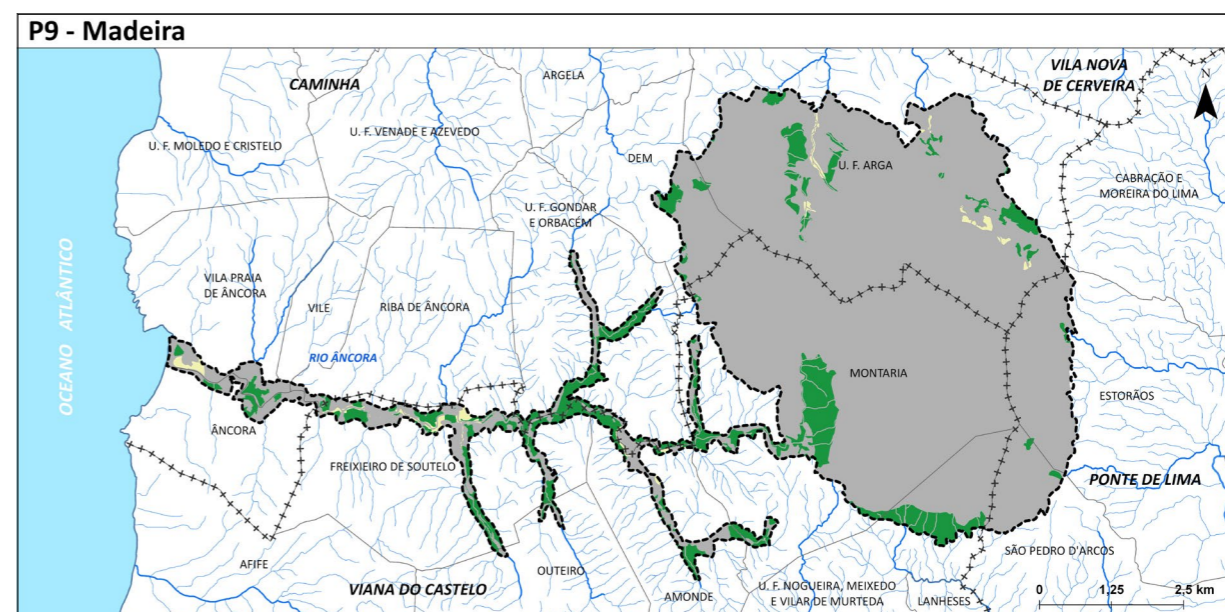 P9 - Madeira
CAMINHA
ARGELA
VILA NOVA
DE CERVEIRA
N
U. F. VENADE E AZEVEDO
U. F. MOLEDO E CRISTELO
DEM
U. F. ARGA
CABRAÇÃO E
MOREIRA DO LIMA
U. F. GONDAR
E ORBACÉM
OCEANO ATLÂNTICO
VILA PRAIA
DE ÂNCORA
VILE
RIBA DE ÂNCORA
RIO ÂNCORA
MONTARIA
ESTORÃOS
ÂNCORA
FREIXIEIRO DE SOUTELO
PONTE DE LIMA
SÃO PEDRO D'ARCOS
AFIFE
OUTEIRO
VIANA DO CASTELO
AMONDE
U. F. NOGUEIRA, MEIXEDO
E VILAR DE MURTEDA
LANHESES
0 1,25 2,5 km